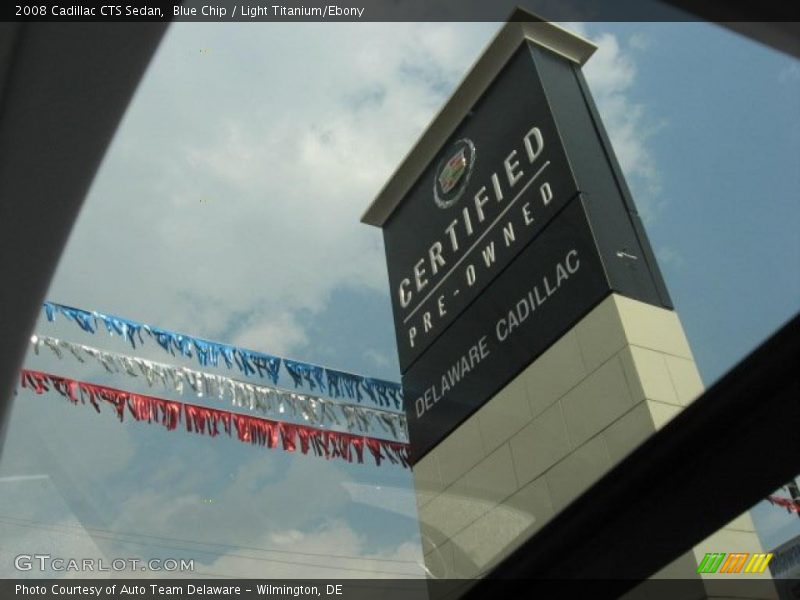 2008 Cadillac CTS Sedan,  Blue Chip / Light Titanium/Ebony
CERTIFIED
PRE-OWNED
DELAWARE CADILLAC
GTCARLOT.COM
Photo Courtesy of Auto Team Delaware - Wilmington, DE